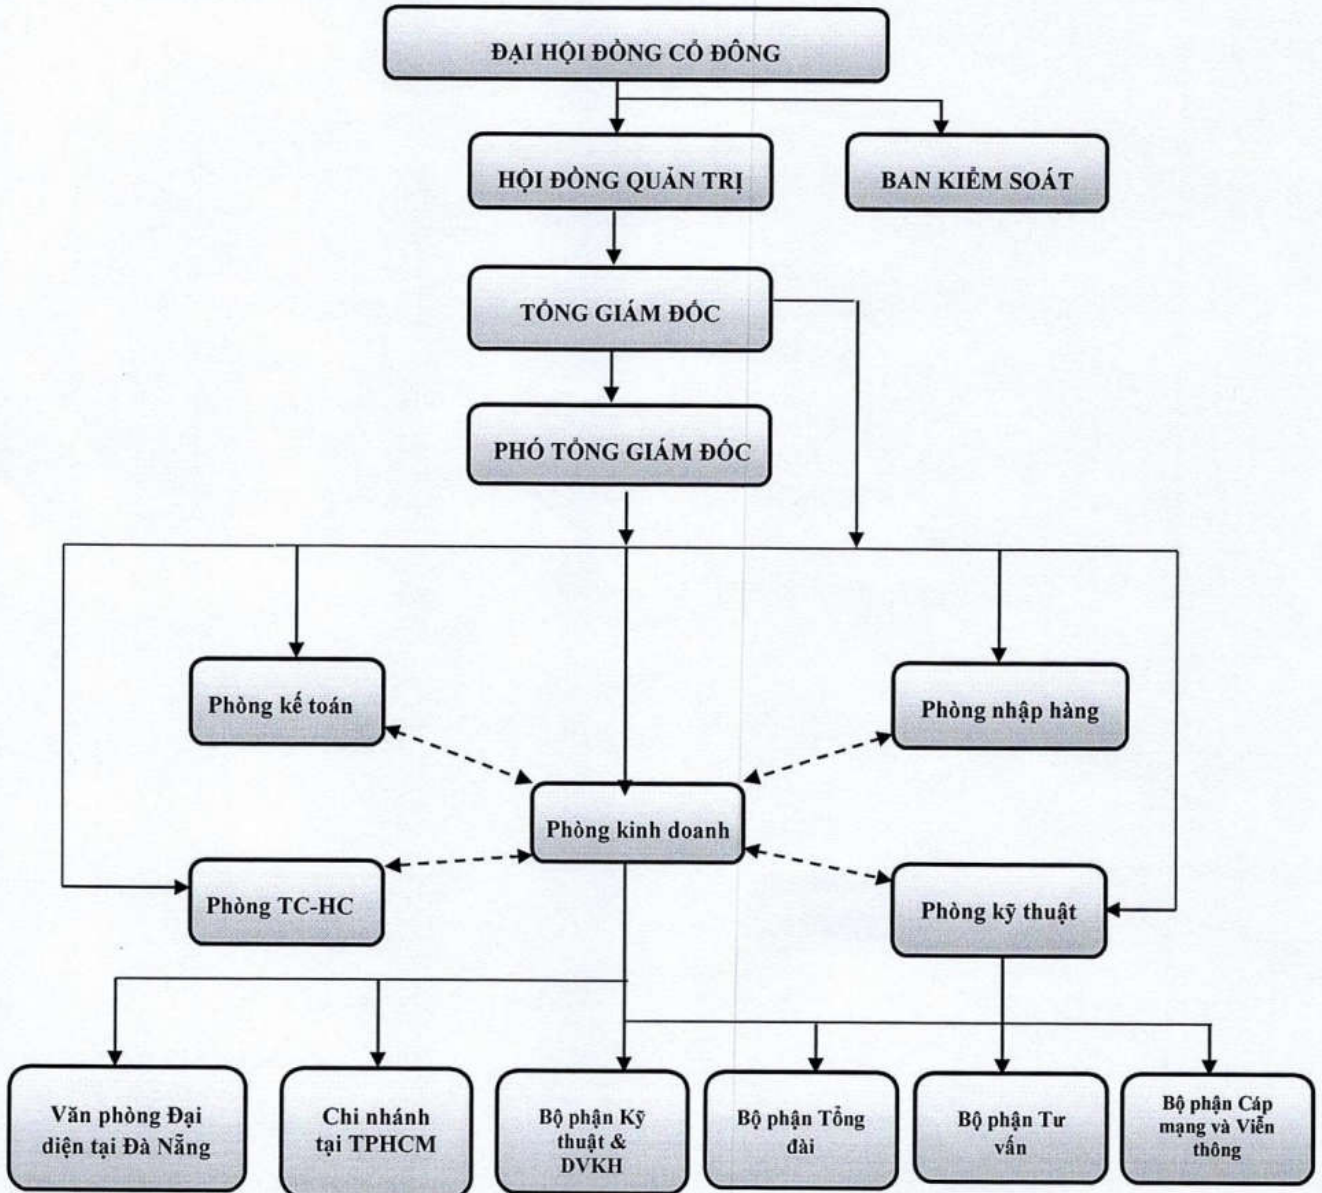 ĐẠI HỘI ĐỒNG CỔ ĐÔNG
HỘI ĐỒNG QUẢN TRỊ
BAN KIỂM SOÁT
TỔNG GIÁM ĐỐC
PHÓ TỔNG GIÁM ĐỐC
Phòng kế toán
Phòng nhập hàng
Phòng kinh doanh
Phòng TC-HC
Phòng kỹ thuật
Văn phòng Đại
diện tại Đà Nẵng
Chi nhánh
tại TPHCM
Bộ phận Kỹ
thuật &
DVKH
Bộ phận Tổng
đài
Bộ phận Tư
vấn
Bộ phận Cáp
mạng và Viễn
thông